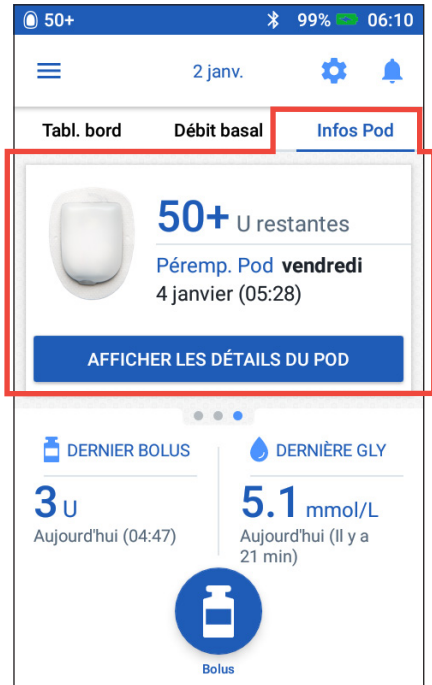 50+ 99% 06:10
2 janv.
Tabl. bord Débit basal Infos Pod
50+ U restantes
Péremp. Pod vendredi
4 janvier (05:28)
AFFICHER LES DÉTAILS DU POD
DERNIER BOLUS
3 U
Aujourd'hui (04:47)
DERNIÈRE GLY
5.1 mmol/L
Aujourd'hui (Il y a
21 min)
Bolus